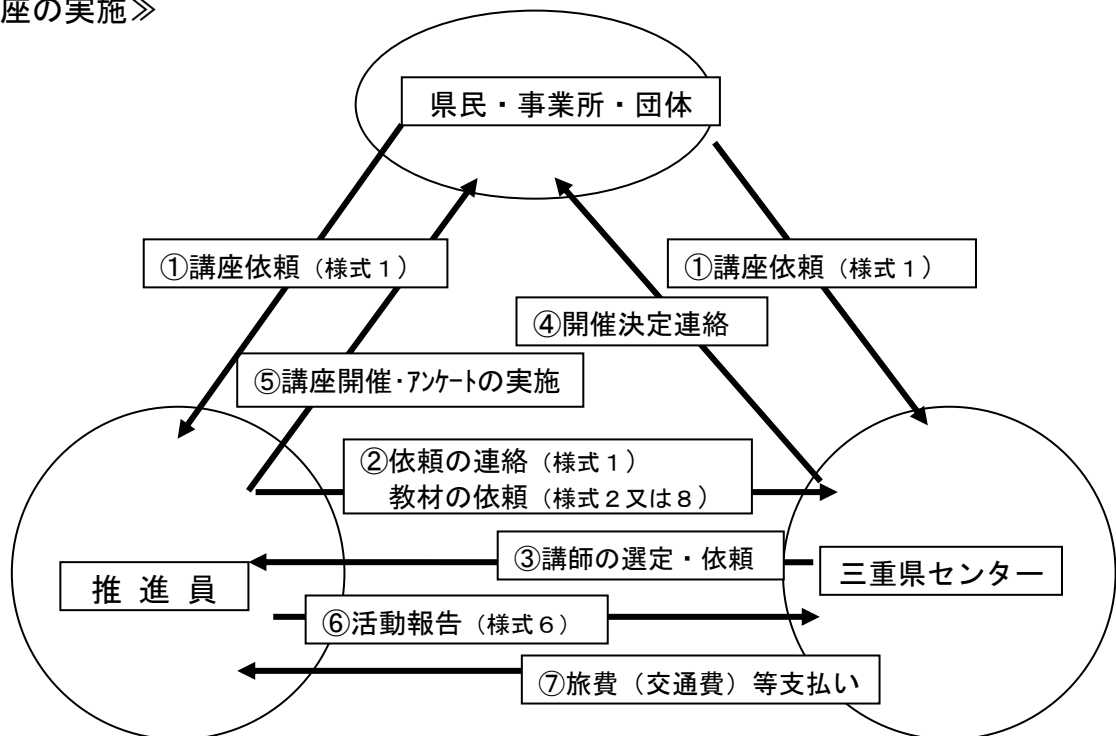 座の実施≫
県民・事業所・団体
①講座依頼（様式１）
①講座依頼（様式１）
④開催決定連絡
⑤講座開催・ｱﾝｹｰﾄの実施
②依頼の連絡（様式１）
教材の依頼（様式２又は８）
③講師の選定・依頼
三重県センター
推 進 員
⑥活動報告（様式６）
⑦旅費（交通費）等支払い